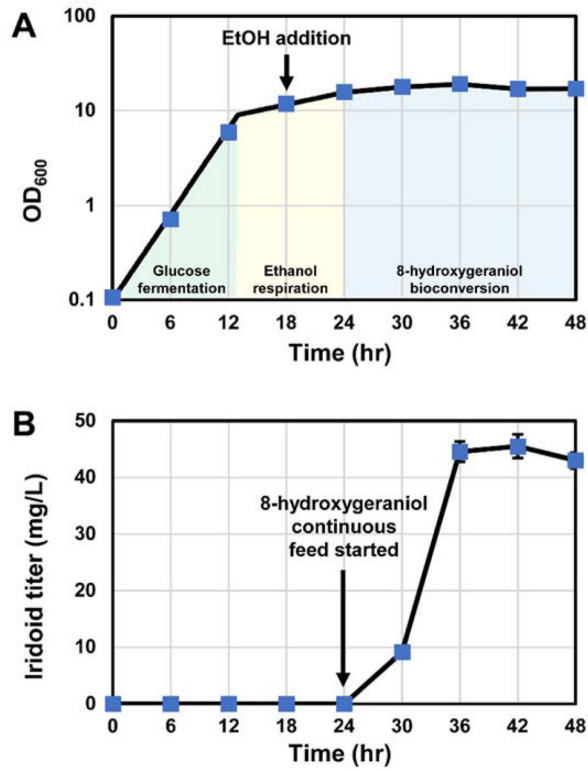 A
100
EtOH addition
10
OD600
1
Glucose
fermentation
Ethanol
respiration
8-hydroxygeraniol
bioconversion
0.1
0 6 12 18 24 30 36 42 48
Time (hr)
B
50
40
8-hydroxygeraniol
continuous
feed started
30
Iridoid titer (mg/L)
20
10
0
0 6 12 18 24 30 36 42 48
Time (hr)